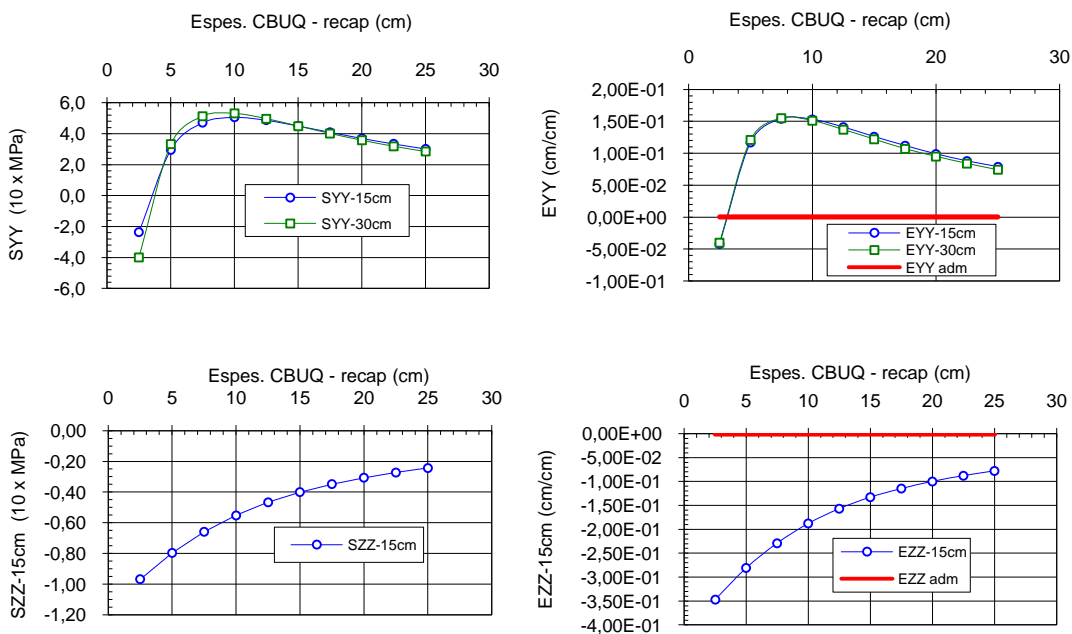 Espes. CBUQ - recap (cm)
0 5 10 15 20 25 30
6,0
4,0
2,0
0,0
-2,0
-4,0
-6,0
SYY (10 x MPa)
SYY-15cm
SYY-30cm
Espes. CBUQ - recap (cm)
0 10 20 30
2,00E-01
1,50E-01
1,00E-01
5,00E-02
0,00E+00
-5,00E-02
-1,00E-01
EYY (cm/cm)
EYY-15cm
EYY-30cm
EYY adm
Espes. CBUQ - recap (cm)
0 5 10 15 20 25 30
0,00
-0,20
-0,40
-0,60
-0,80
-1,00
-1,20
SZZ-15cm (10 x MPa)
SZZ-15cm
Espes. CBUQ - recap (cm)
0 5 10 15 20 25 30
0,00E+00
-5,00E-02
-1,00E-01
-1,50E-01
-2,00E-01
-2,50E-01
-3,00E-01
-3,50E-01
-4,00E-01
EZZ-15cm (cm/cm)
EZZ-15cm
EZZ adm